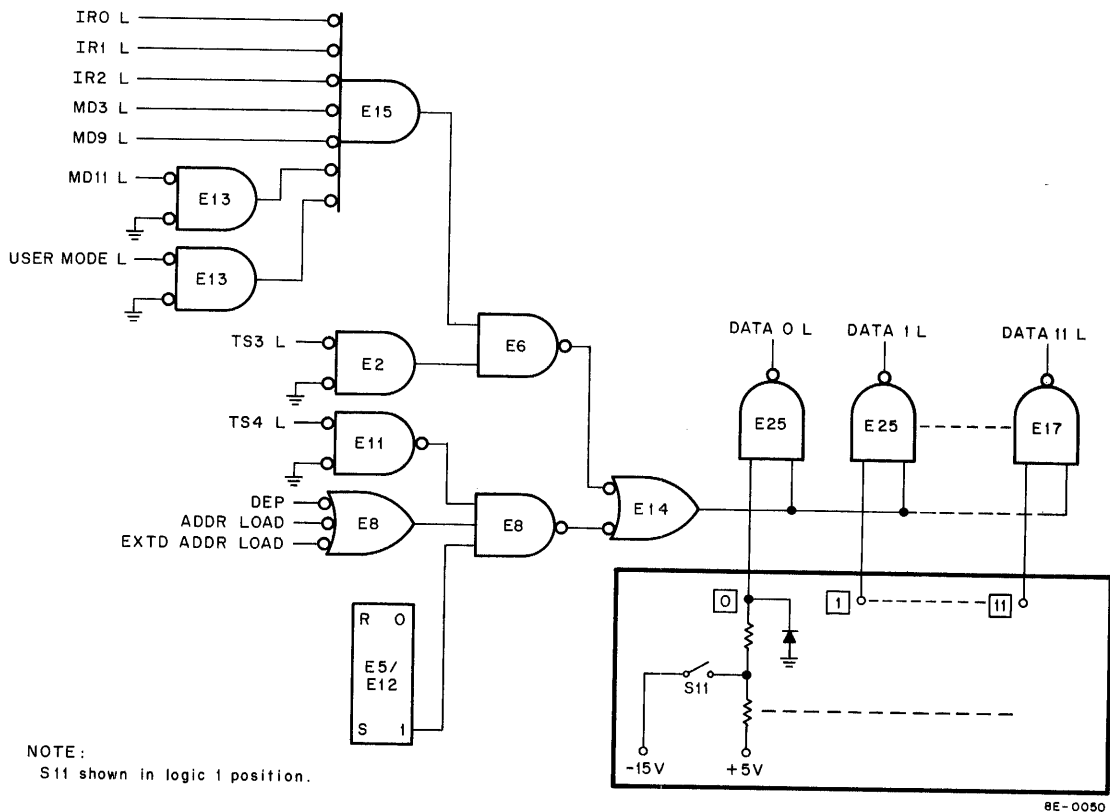 IR0 L
IR1 L
IR2 L
MD3 L
E15
MD9 L
MD11 L
E13
USER MODE L
E13
TS3 L
E2
E6
DATA 0 L
DATA 1 L
DATA 11 L
TS4 L
E11
E25
E25
E17
DEP
ADDR LOAD
EXTD ADDR LOAD
E8
E8
E14
0
1
11
R 0
E5/
E12
S 1
S11
-15V
+5V
NOTE:
S11 shown in logic 1 position.
8E-0050